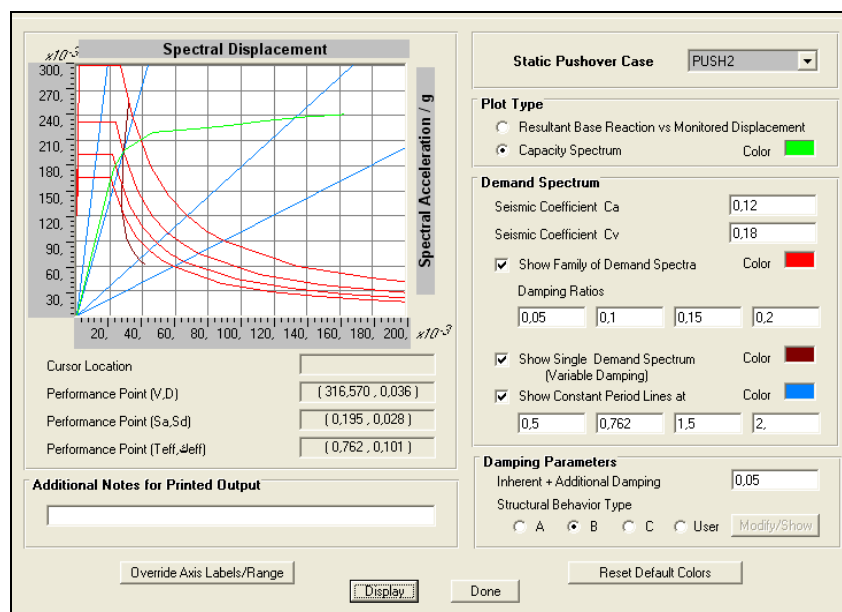 Spectral Displacement
x10-3
300,
270,
240,
210,
180,
150,
120,
90,
60,
30,
Spectral Acceleration / g
20, 40, 60, 80, 100, 120, 140, 160, 180, 200, x10-3
Cursor Location
Performance Point (V,D) ( 316,570 , 0,036 )
Performance Point (Sa,Sd) ( 0,195 , 0,028 )
Performance Point (Teff,ڪeff) ( 0,762 , 0,101 )
Additional Notes for Printed Output
Static Pushover Case PUSH2
Plot Type
Resultant Base Reaction vs Monitored Displacement
Capacity Spectrum Color
Demand Spectrum
Seismic Coefficient Ca 0,12
Seismic Coefficient Cv 0,18
Show Family of Demand Spectra Color
Damping Ratios
0,05 0,1 0,15 0,2
Show Single Demand Spectrum Color
(Variable Damping)
Show Constant Period Lines at Color
0,5 0,762 1,5 2,
Damping Parameters
Inherent + Additional Damping 0,05
Structural Behavior Type
A B C User Modify/Show
Override Axis Labels/Range
Reset Default Colors
Display Done